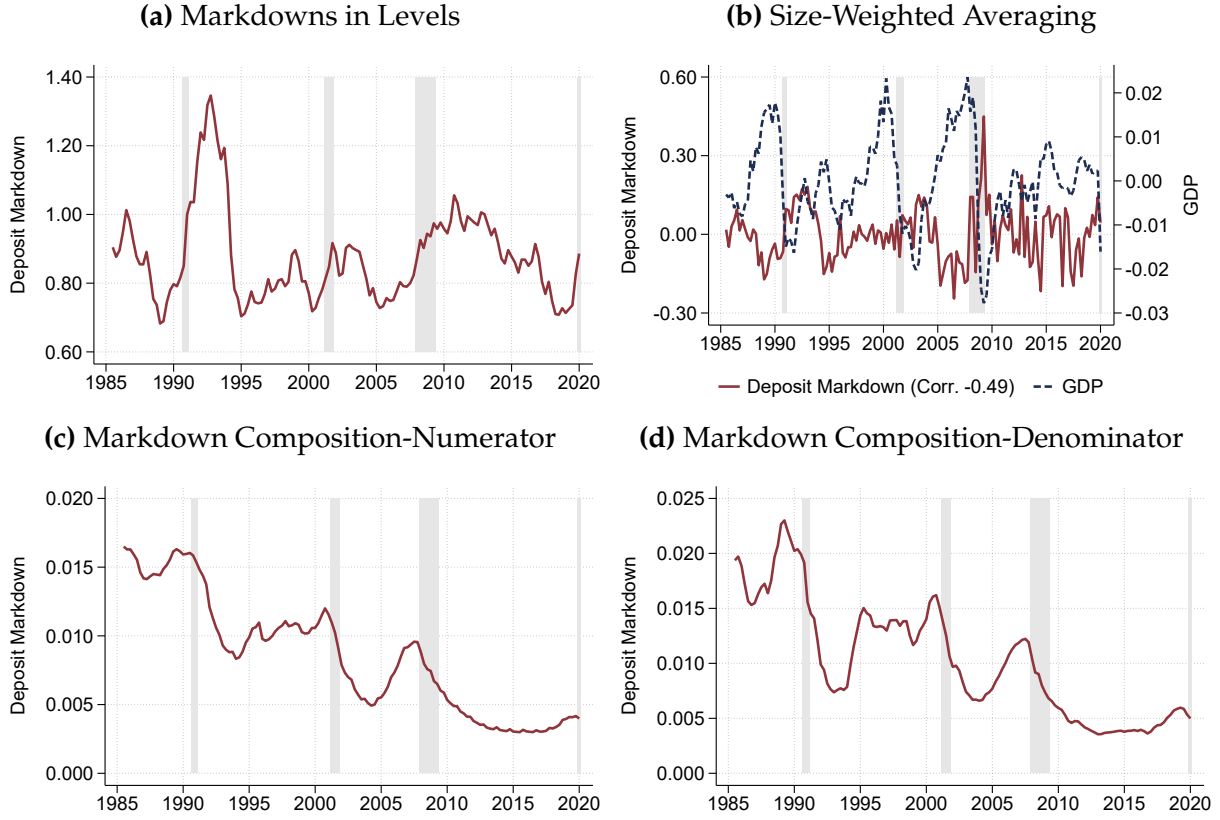 (a) Markdowns in Levels
Deposit Markdown
1.40
1.20
1.00
0.80
0.60
1985 1990 1995 2000 2005 2010 2015 2020
(b) Size-Weighted Averaging
Deposit Markdown
0.60
0.30
0.00
-0.30
0.02
0.01
0.00
-0.01
-0.02
-0.03
GDP
1985 1990 1995 2000 2005 2010 2015 2020
Deposit Markdown (Corr. -0.49) GDP
(c) Markdown Composition-Numerator
Deposit Markdown
0.020
0.015
0.010
0.005
0.000
1985 1990 1995 2000 2005 2010 2015 2020
(d) Markdown Composition-Denominator
Deposit Markdown
0.025
0.020
0.015
0.010
0.005
0.000
1985 1990 1995 2000 2005 2010 2015 2020